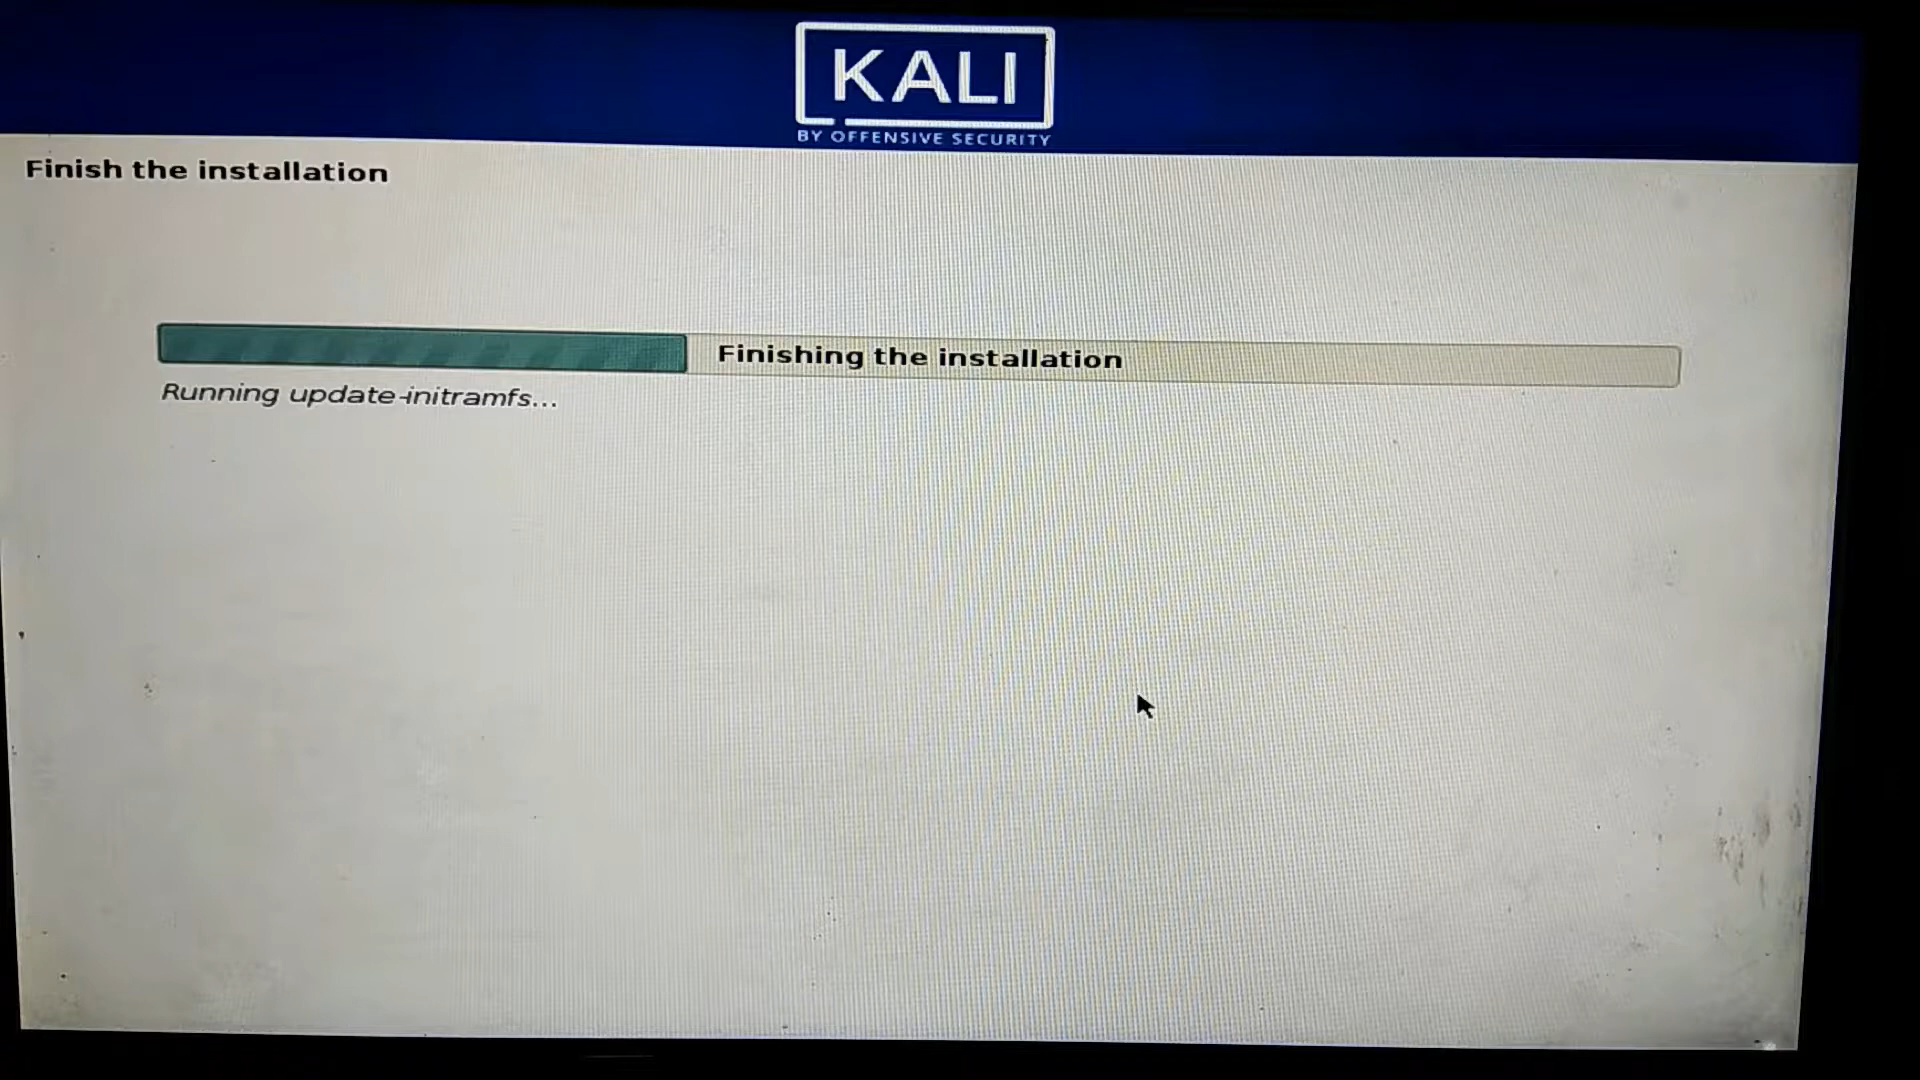 KALI
BY OFFENSIVE SECURITY
Finish the installation
Finishing the installation
Running update-initramfs...